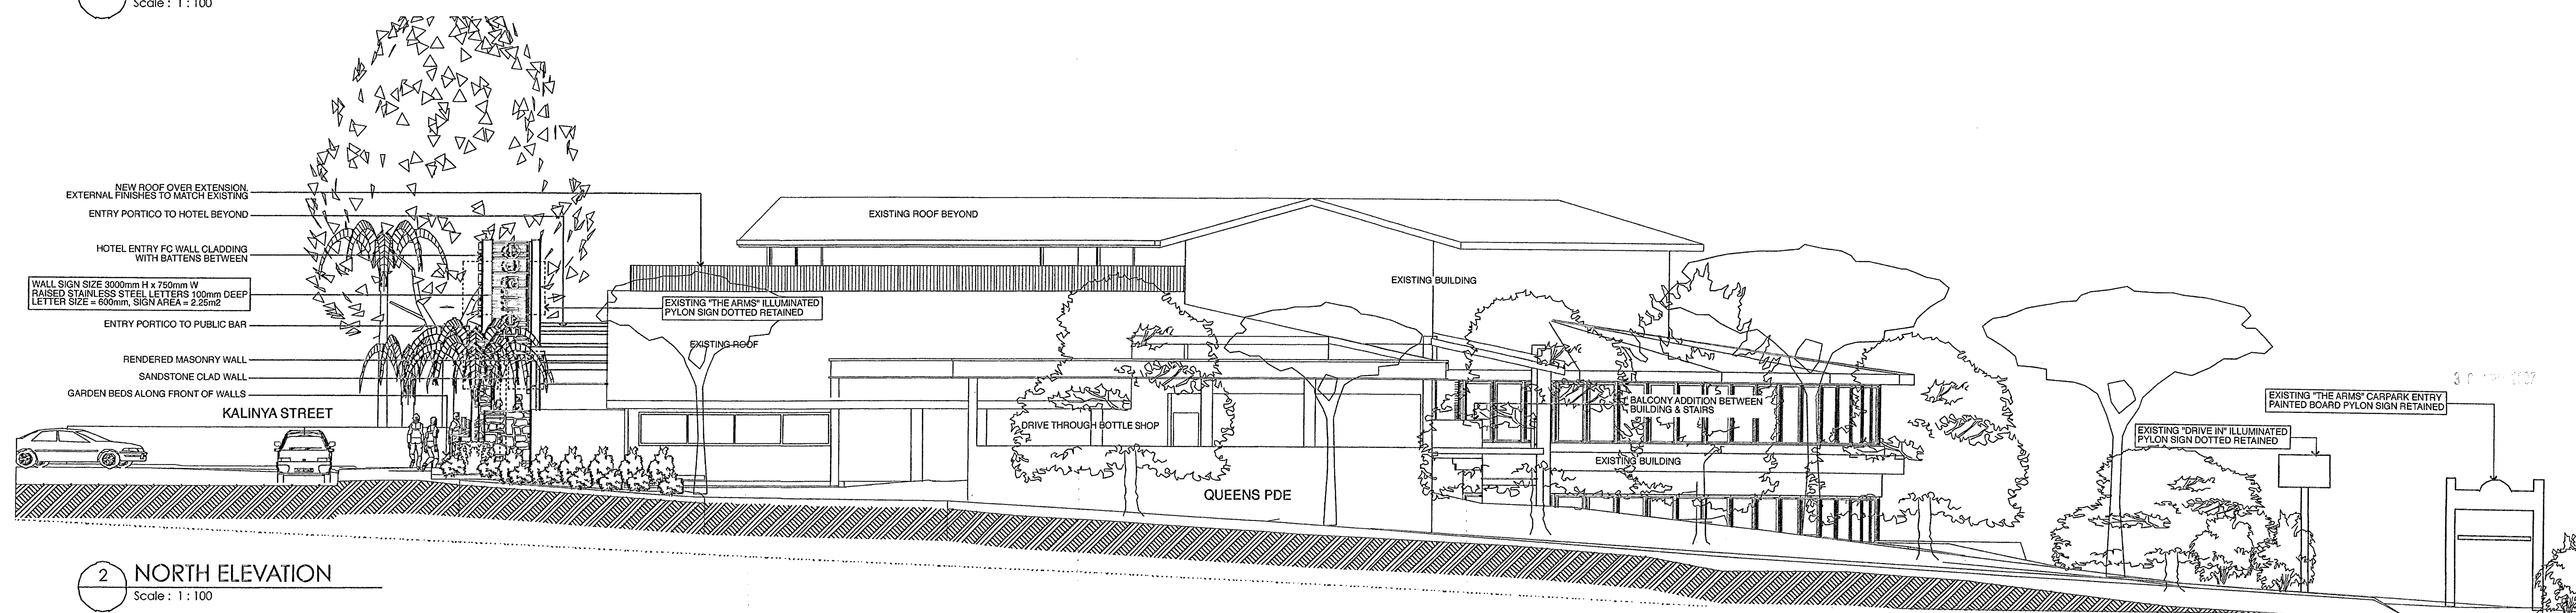 Scale : 1 : 100
NEW ROOF OVER EXTENSION.
EXTERNAL FINISHES TO MATCH EXISTING
ENTRY PORTICO TO HOTEL BEYOND
HOTEL ENTRY FC WALL CLADDING
WITH BATTENS BETWEEN
WALL SIGN SIZE 3000mm H x 750mm W
RAISED STAINLESS STEEL LETTERS 100mm DEEP
LETTER SIZE = 600mm, SIGN AREA = 2.25m2
ENTRY PORTICO TO PUBLIC BAR
RENDERED MASONRY WALL
SANDSTONE CLAD WALL
GARDEN BEDS ALONG FRONT OF WALLS
KALINYA STREET
EXISTING ROOF BEYOND
EXISTING "THE ARMS" ILLUMINATED
PYLON SIGN DOTTED RETAINED
EXISTING ROOF
EXISTING BUILDING
DRIVE THROUGH BOTTLE SHOP
QUEENS PDE
BALCONY ADDITION BETWEEN
BUILDING & STAIRS
EXISTING BUILDING
EXISTING "THE ARMS" CARPARK ENTRY
PAINTED BOARD PYLON SIGN RETAINED
EXISTING "DRIVE IN" ILLUMINATED
PYLON SIGN DOTTED RETAINED
2 NORTH ELEVATION
Scale : 1 : 100